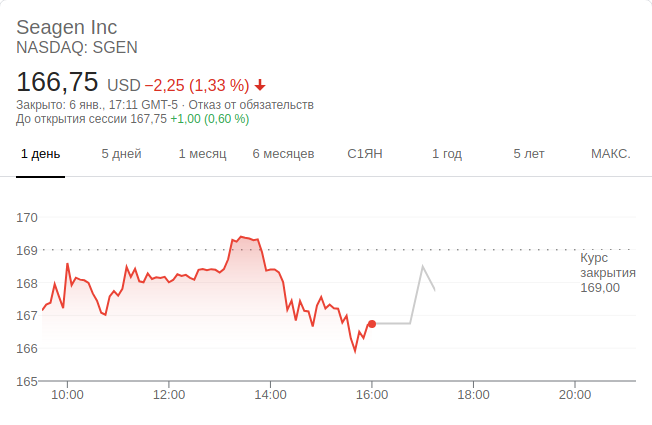 Seagen Inc
NASDAQ: SGEN
166,75 USD −2,25 (1,33 %)
Закрыто: 6 янв., 17:11 GMT-5 · Отказ от обязательств
До открытия сессии 167,75 +1,00 (0,60 %)
1 день 5 дней 1 месяц 6 месяцев С1ЯН 1 год 5 лет МАКС.
170
169
Курс
закрытия
168
169,00
167
166
165
10:00 12:00 14:00 16:00 18:00 20:00